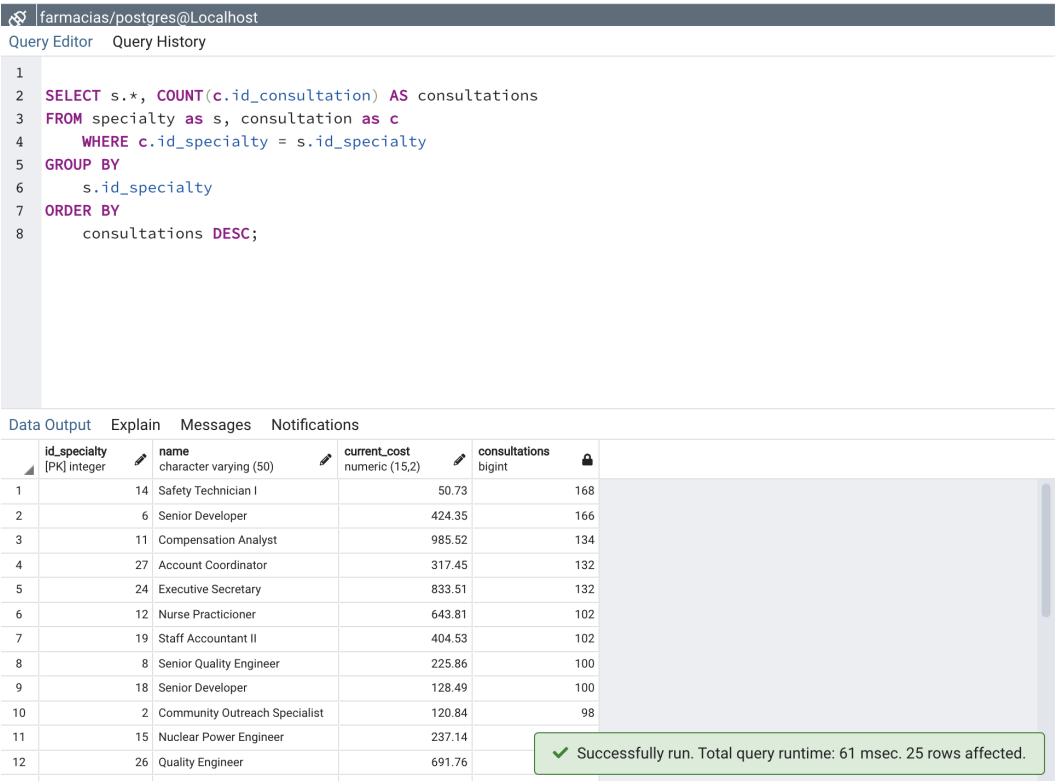 farmacias/postgres@Localhost
Query Editor Query History
1
2 SELECT s.*, COUNT(c.id_consultation) AS consultations
3 FROM specialty as s, consultation as c
4 WHERE c.id_specialty = s.id_specialty
5 GROUP BY
6 s.id_specialty
7 ORDER BY
8 consultations DESC;
Data Output Explain Messages Notifications
id_specialty name current_cost consultations
[PK] integer character varying (50) numeric (15,2) bigint
1 14 Safety Technician I 50.73 168
2 6 Senior Developer 424.35 166
3 11 Compensation Analyst 985.52 134
4 27 Account Coordinator 317.45 132
5 24 Executive Secretary 833.51 132
6 12 Nurse Practicioner 643.81 102
7 19 Staff Accountant II 404.53 102
8 8 Senior Quality Engineer 225.86 100
9 18 Senior Developer 128.49 100
10 2 Community Outreach Specialist 120.84 98
11 15 Nuclear Power Engineer 237.14
12 26 Quality Engineer 691.76
Successfully run. Total query runtime: 61 msec. 25 rows affected.